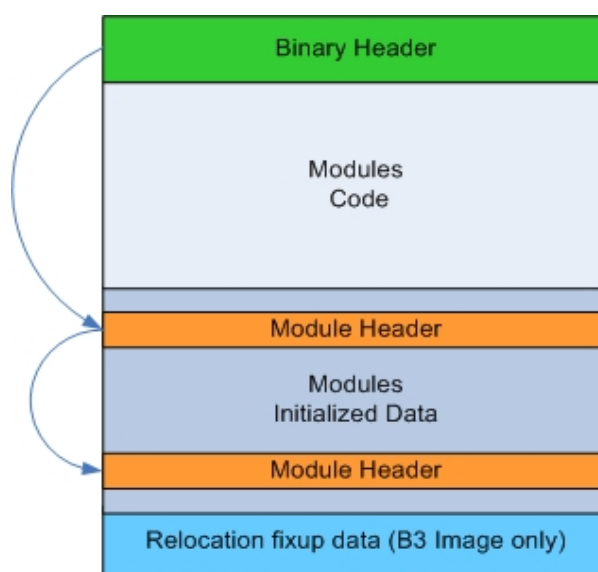 Binary Header
Modules
Code
Module Header
Modules
Initialized Data
Module Header
Relocation fixup data (B3 Image only)